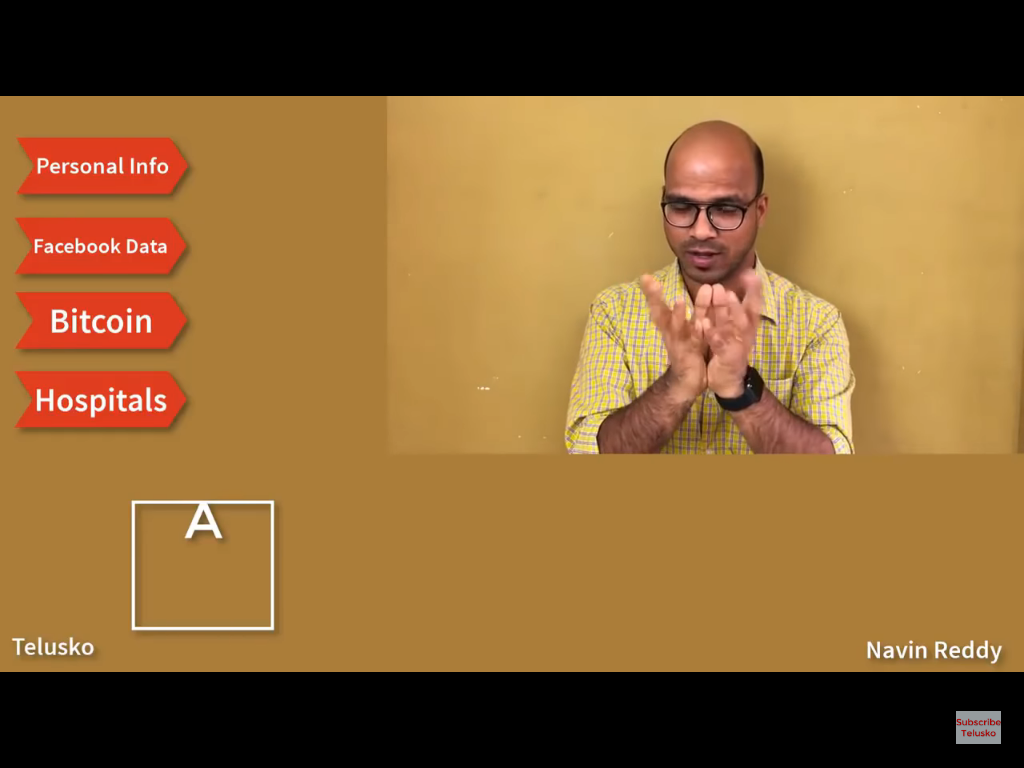 Personal Info
Facebook Data
Bitcoin
Hospitals
A
Telusko
Navin Reddy
Subscribe
Telusko